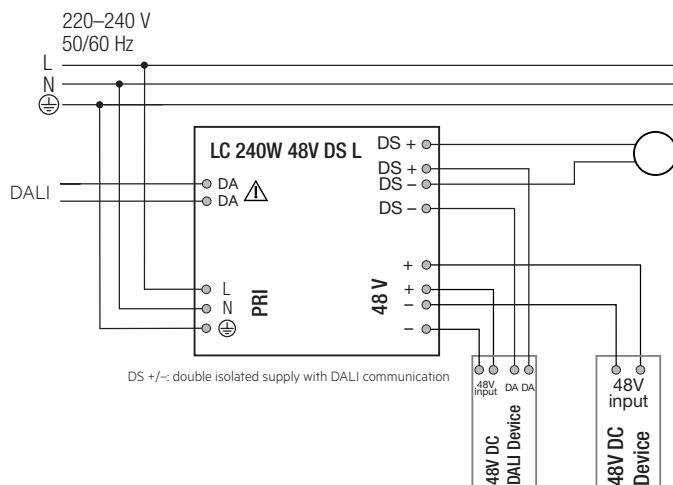 220–240 V
50/60 Hz
L
N
LC 240W 48V DS L
DS +
DS +
DS –
DS –
DALI
DA
DA
+
+
–
–
48 V
L
N
PRI
DS +/–: double isolated supply with DALI communication
48V
input
DA DA
48V DC
DALI Device
48V
input
48V DC
Device